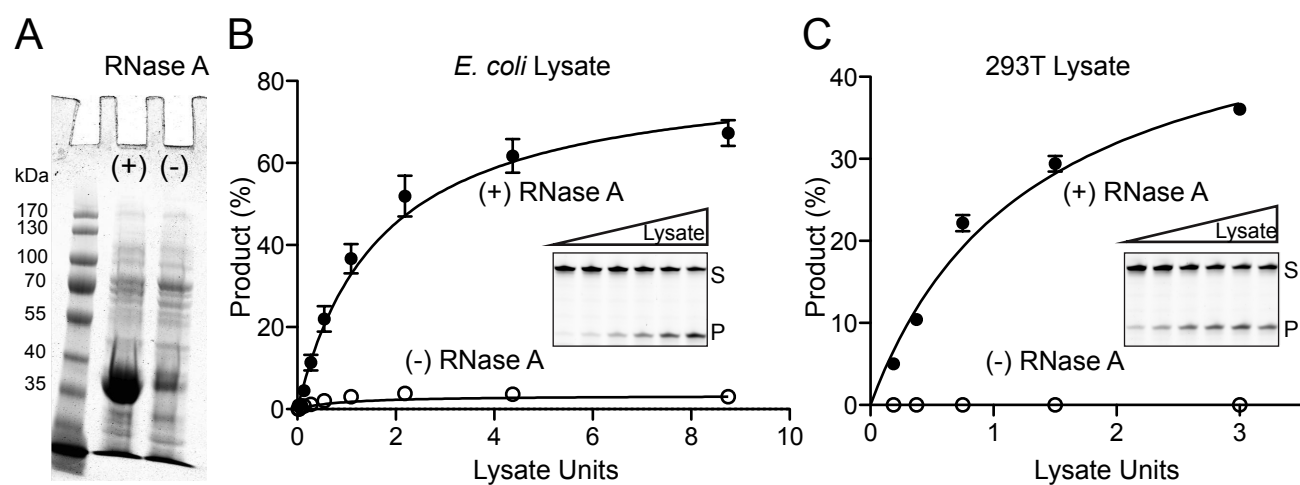 A
RNase A
(+) (-)
kDa
170
130
100
70
55
40
35
B
E. coli Lysate
Product (%)
80
60
40
20
0
0 2 4 6 8 10
Lysate Units
(+) RNase A
(-) RNase A
Lysate
S
P
C
293T Lysate
Product (%)
40
30
20
10
0
0 1 2 3
Lysate Units
(+) RNase A
(-) RNase A
Lysate
S
P